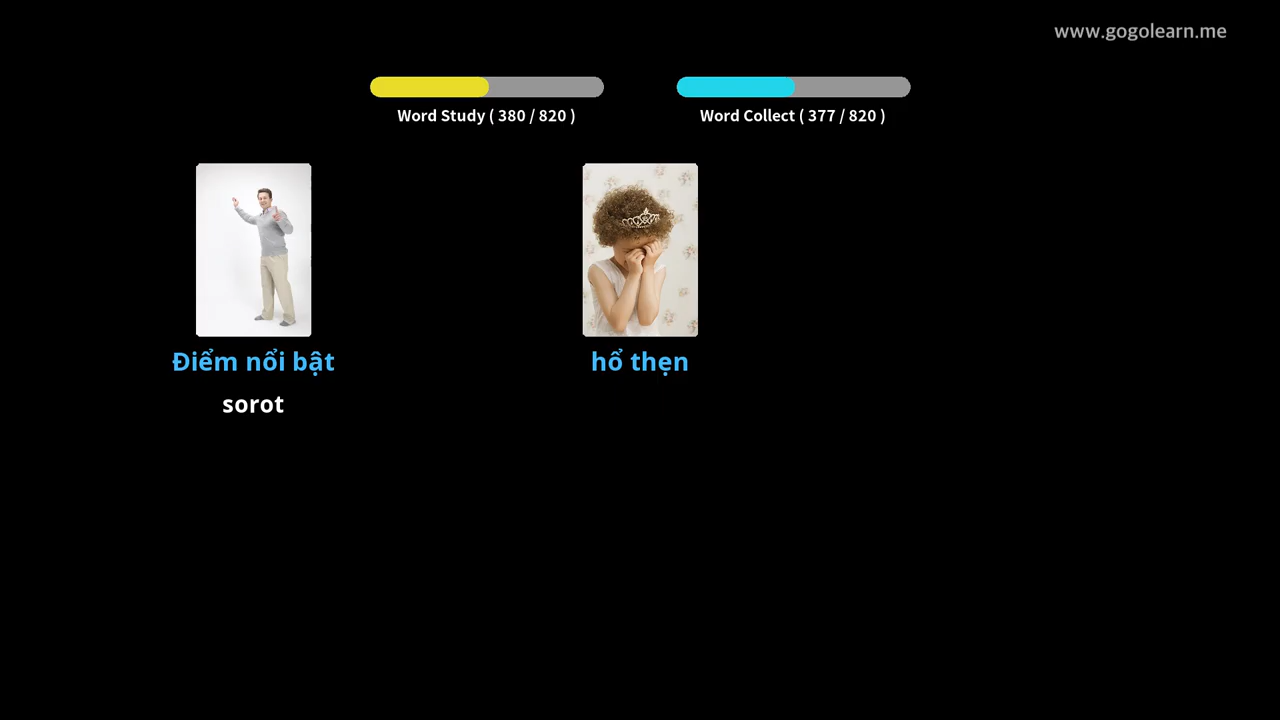 www.gogolearn.me
Word Study ( 380 / 820 )
Word Collect ( 377 / 820 )
Điểm nổi bật
hổ thẹn
sorot